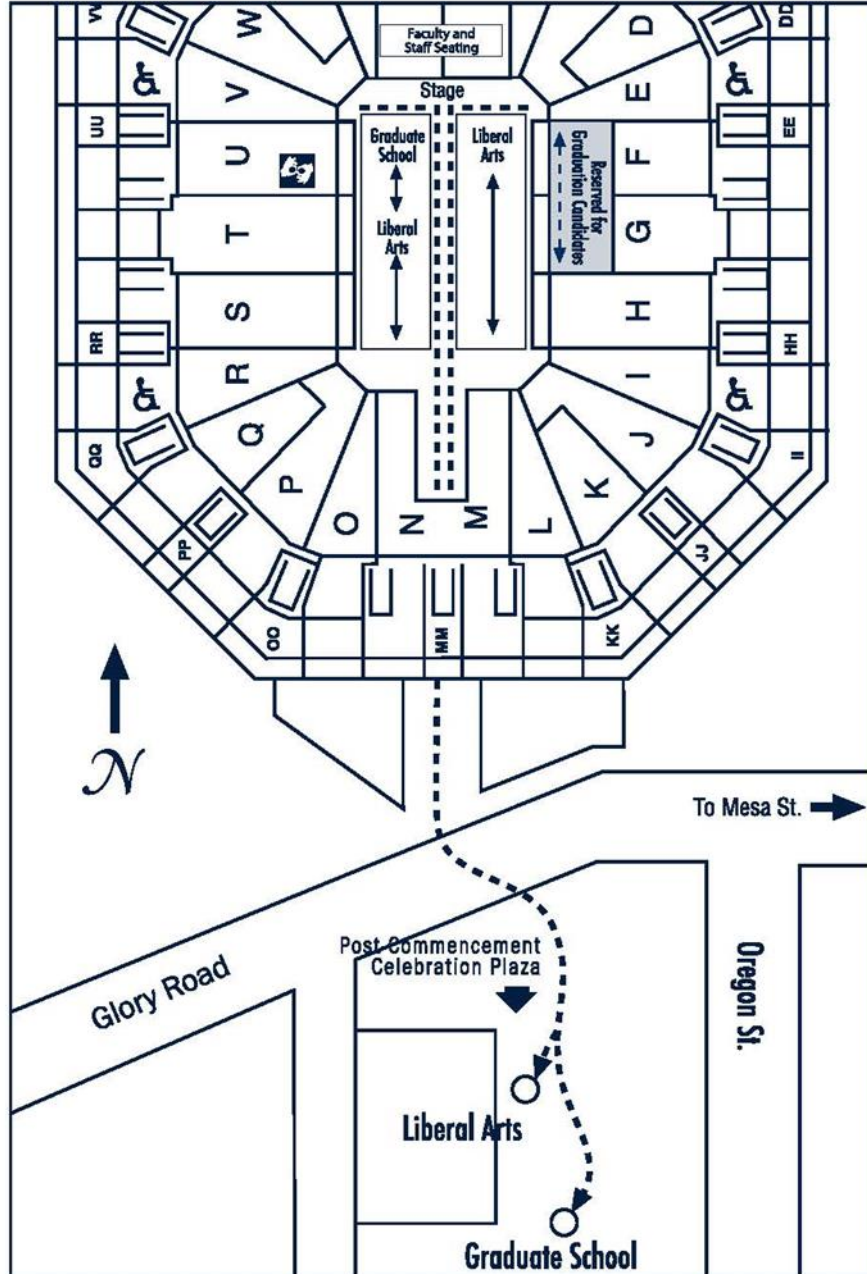 VV
W
Faculty and
Staff Seating
D
DD
V
Stage
E
UU
U
Graduate
School
Liberal
Arts
Liberal
Arts
Reserved for
Graduation Candidates
F
EE
T
G
S
H
RR
R
I
HH
QQ
Q
J
II
P
K
O
N
M
L
PP
JJ
OO
MM
KK
N
To Mesa St.
Post Commencement
Celebration Plaza
Glory Road
Oregon St.
Liberal Arts
Graduate School